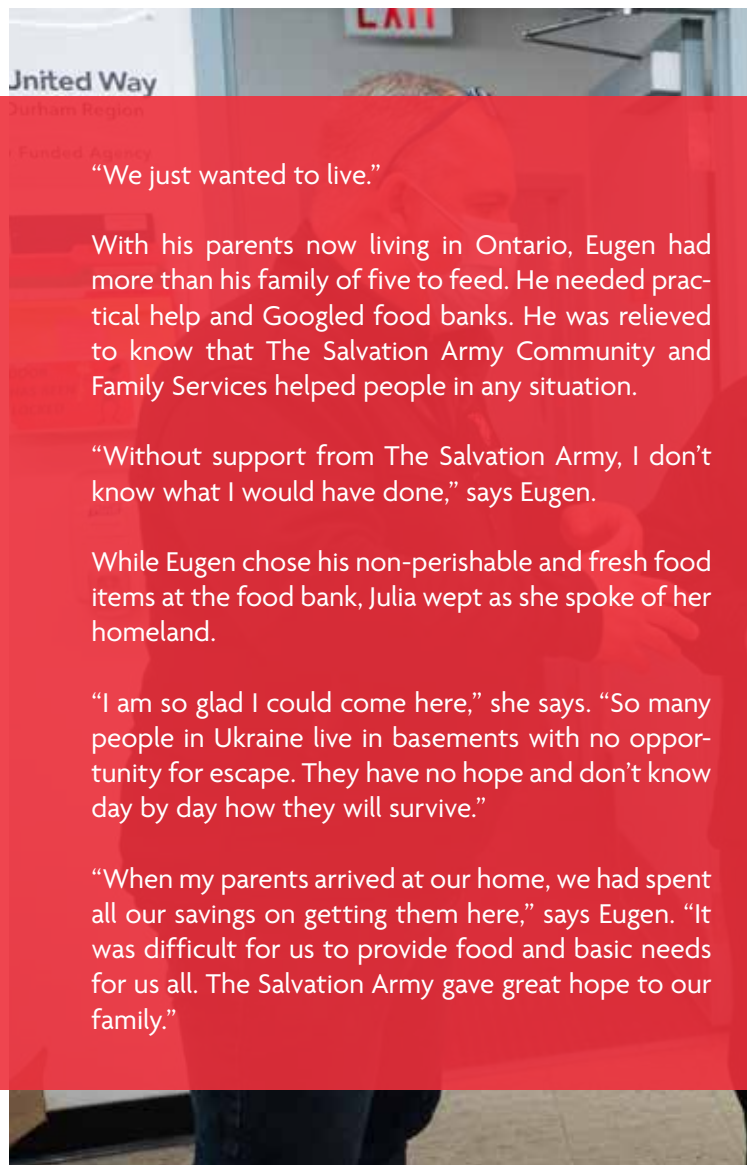 EXIT
United Way
Durham Region
Funded Agency
“We just wanted to live.”
With his parents now living in Ontario, Eugen had
more than his family of five to feed. He needed prac-
tical help and Googled food banks. He was relieved
to know that The Salvation Army Community and
Family Services helped people in any situation.
“Without support from The Salvation Army, I don’t
know what I would have done,” says Eugen.
While Eugen chose his non-perishable and fresh food
items at the food bank, Julia wept as she spoke of her
homeland.
“I am so glad I could come here,” she says. “So many
people in Ukraine live in basements with no oppor-
tunity for escape. They have no hope and don’t know
day by day how they will survive.”
“When my parents arrived at our home, we had spent
all our savings on getting them here,” says Eugen. “It
was difficult for us to provide food and basic needs
for us all. The Salvation Army gave great hope to our
family.”